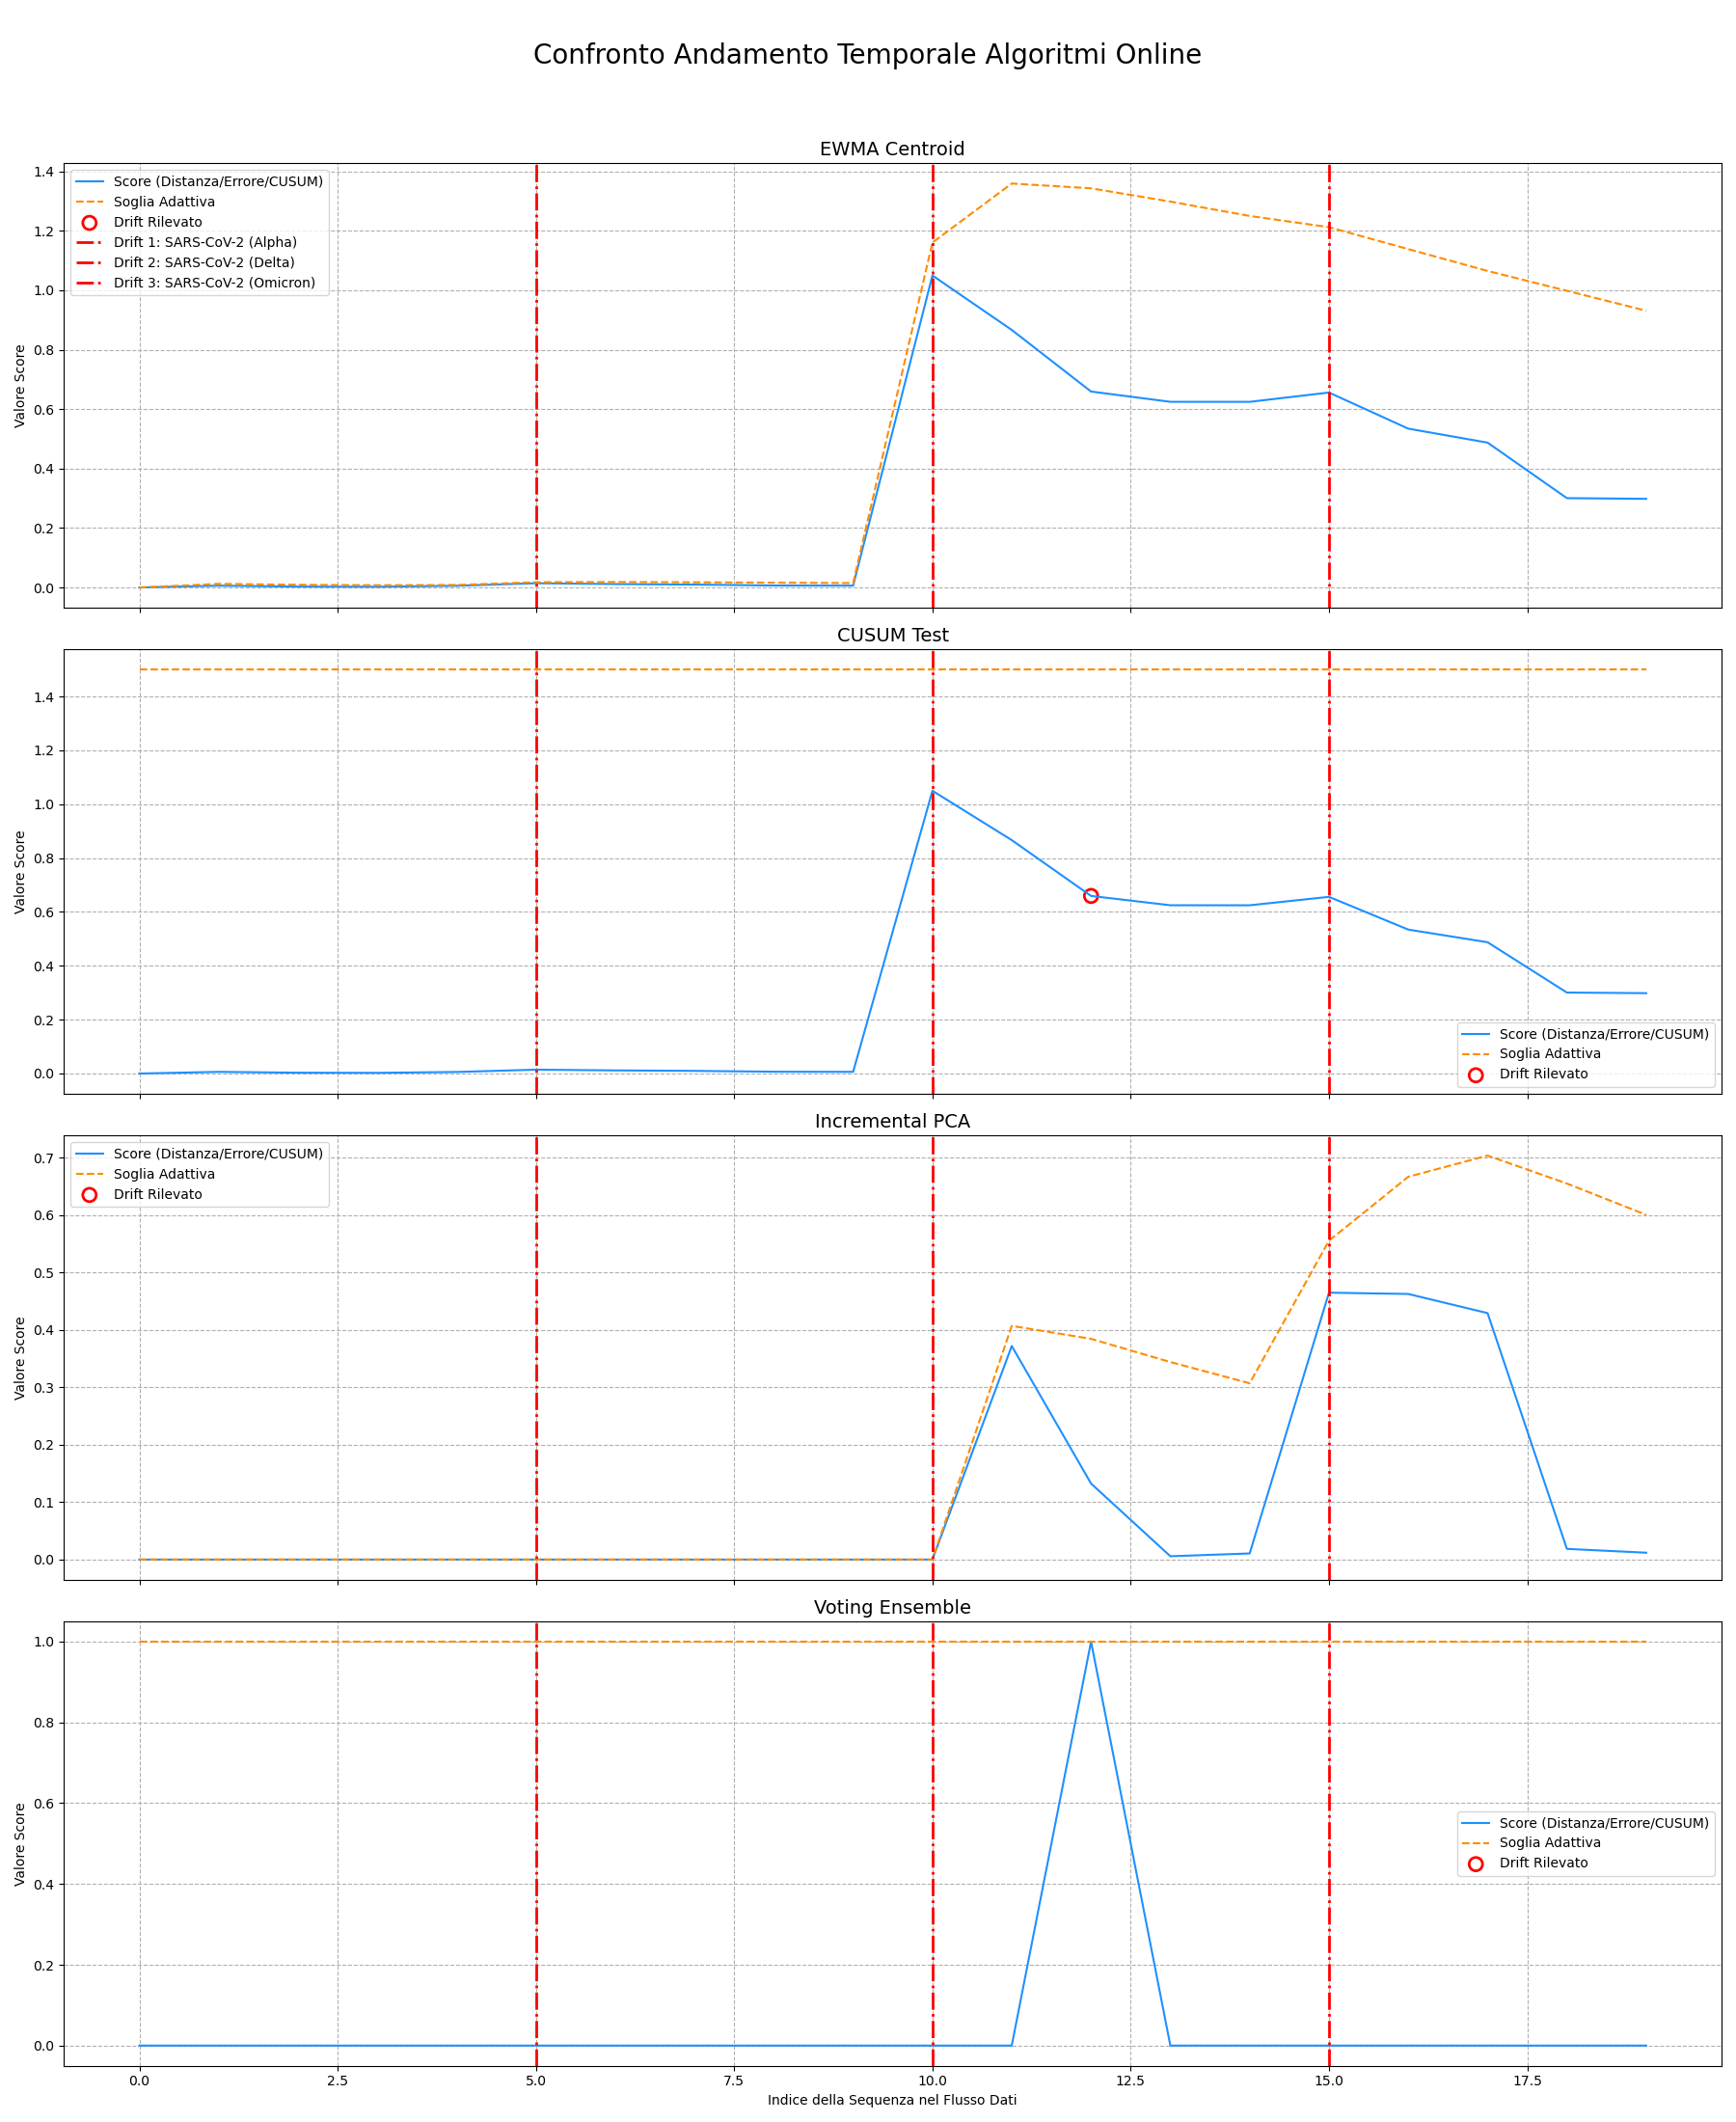 Confronto Andamento Temporale Algoritmi Online
EWMA Centroid
1.4
1.2
1.0
0.8
0.6
0.4
0.2
0.0
Valore Score
Score (Distanza/Errore/CUSUM)
Soglia Adattiva
Drift Rilevato
Drift 1: SARS-CoV-2 (Alpha)
Drift 2: SARS-CoV-2 (Delta)
Drift 3: SARS-CoV-2 (Omicron)
CUSUM Test
1.4
1.2
1.0
0.8
0.6
0.4
0.2
0.0
Valore Score
Score (Distanza/Errore/CUSUM)
Soglia Adattiva
Drift Rilevato
Incremental PCA
0.7
0.6
0.5
0.4
0.3
0.2
0.1
0.0
Valore Score
Score (Distanza/Errore/CUSUM)
Soglia Adattiva
Drift Rilevato
Voting Ensemble
1.0
0.8
0.6
0.4
0.2
0.0
Valore Score
Score (Distanza/Errore/CUSUM)
Soglia Adattiva
Drift Rilevato
0.0 2.5 5.0 7.5 10.0 12.5 15.0 17.5
Indice della Sequenza nel Flusso Dati